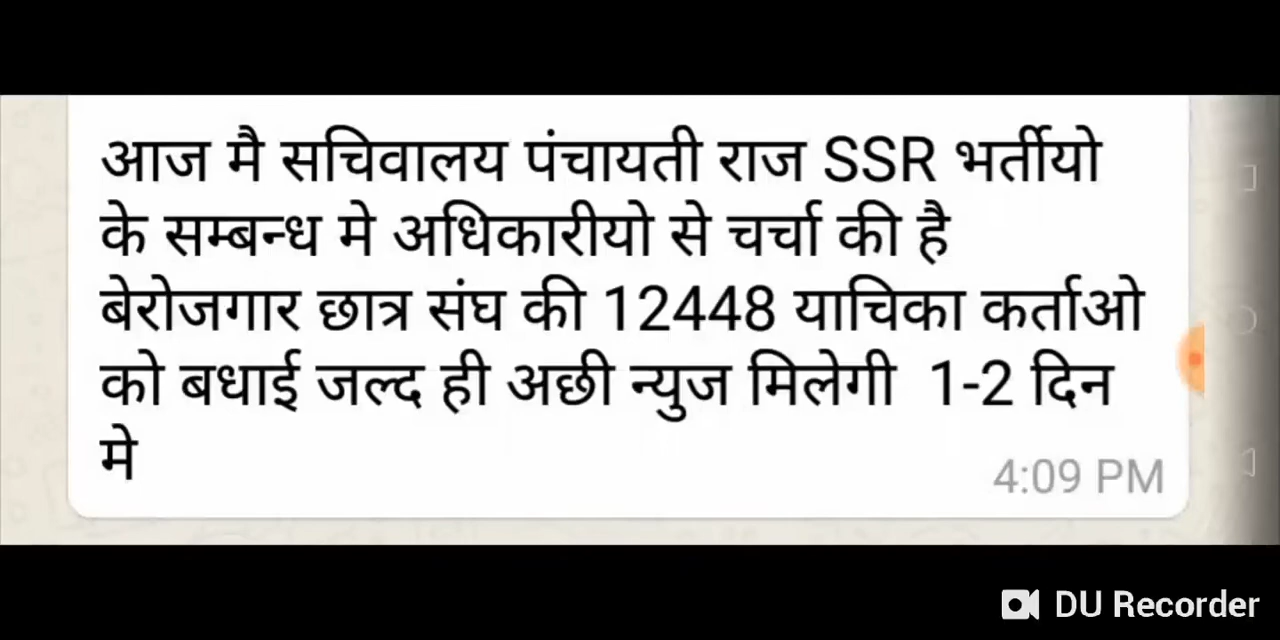 आज मै सचिवालय पंचायती राज SSR भर्तीयो
के सम्बन्ध मे अधिकारीयो से चर्चा की है
बेरोजगार छात्र संघ की 12448 याचिका कर्ताओ
को बधाई जल्द ही अछी न्युज मिलेगी 1-2 दिन
मे
4:09 PM
DU Recorder